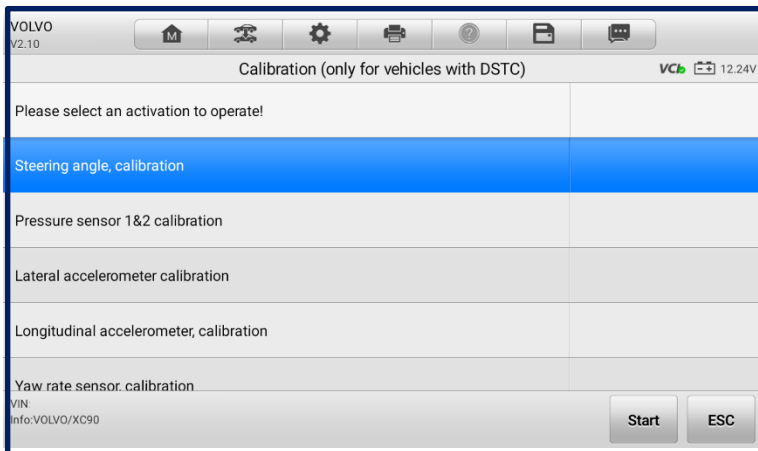 VOLVO
V2.10
M
?
Calibration (only for vehicles with DSTC)
VCI 12.24V
Please select an activation to operate!
Steering angle, calibration
Pressure sensor 1&2 calibration
Lateral accelerometer calibration
Longitudinal accelerometer, calibration
Yaw rate sensor, calibration
VIN:
Info:VOLVO/XC90
Start
ESC